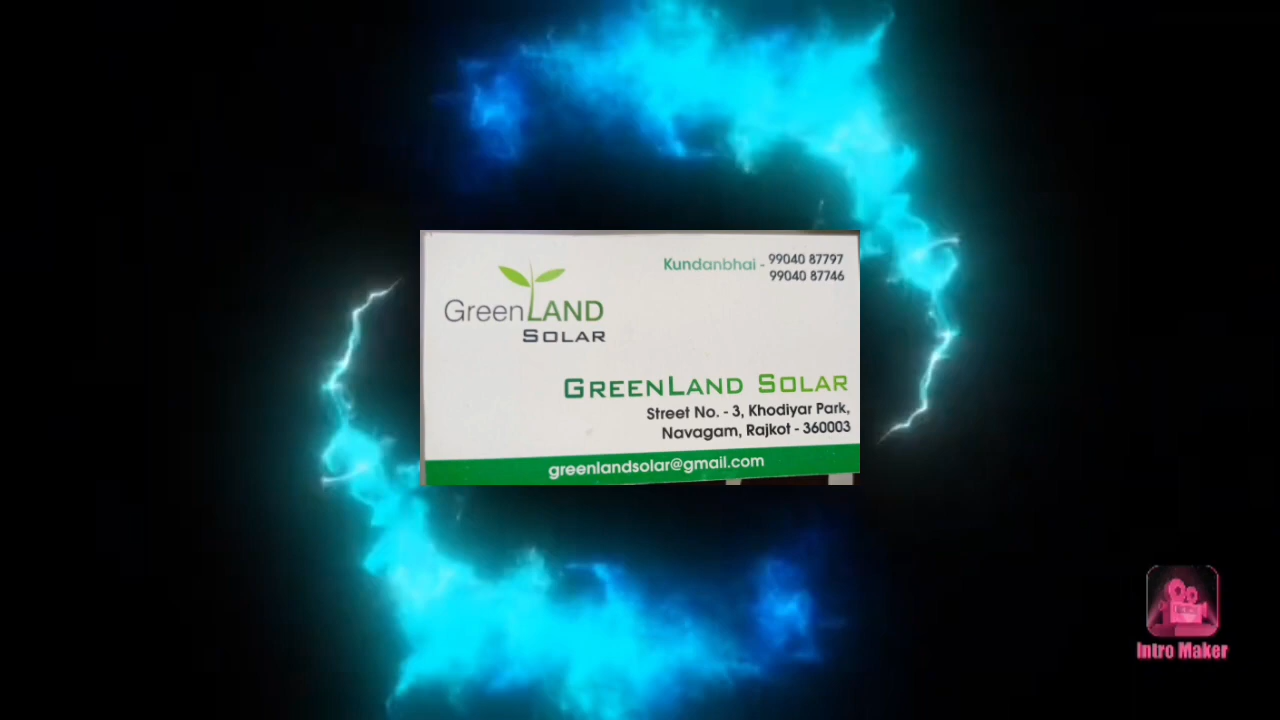 Kundanbhai - 99040 87797
99040 87746
GreenLAND
SOLAR
GREENLAND SOLAR
Street No. - 3, Khodiyar Park,
Navagam, Rajkot - 360003
greenlandsolar@gmail.com
Intro Maker